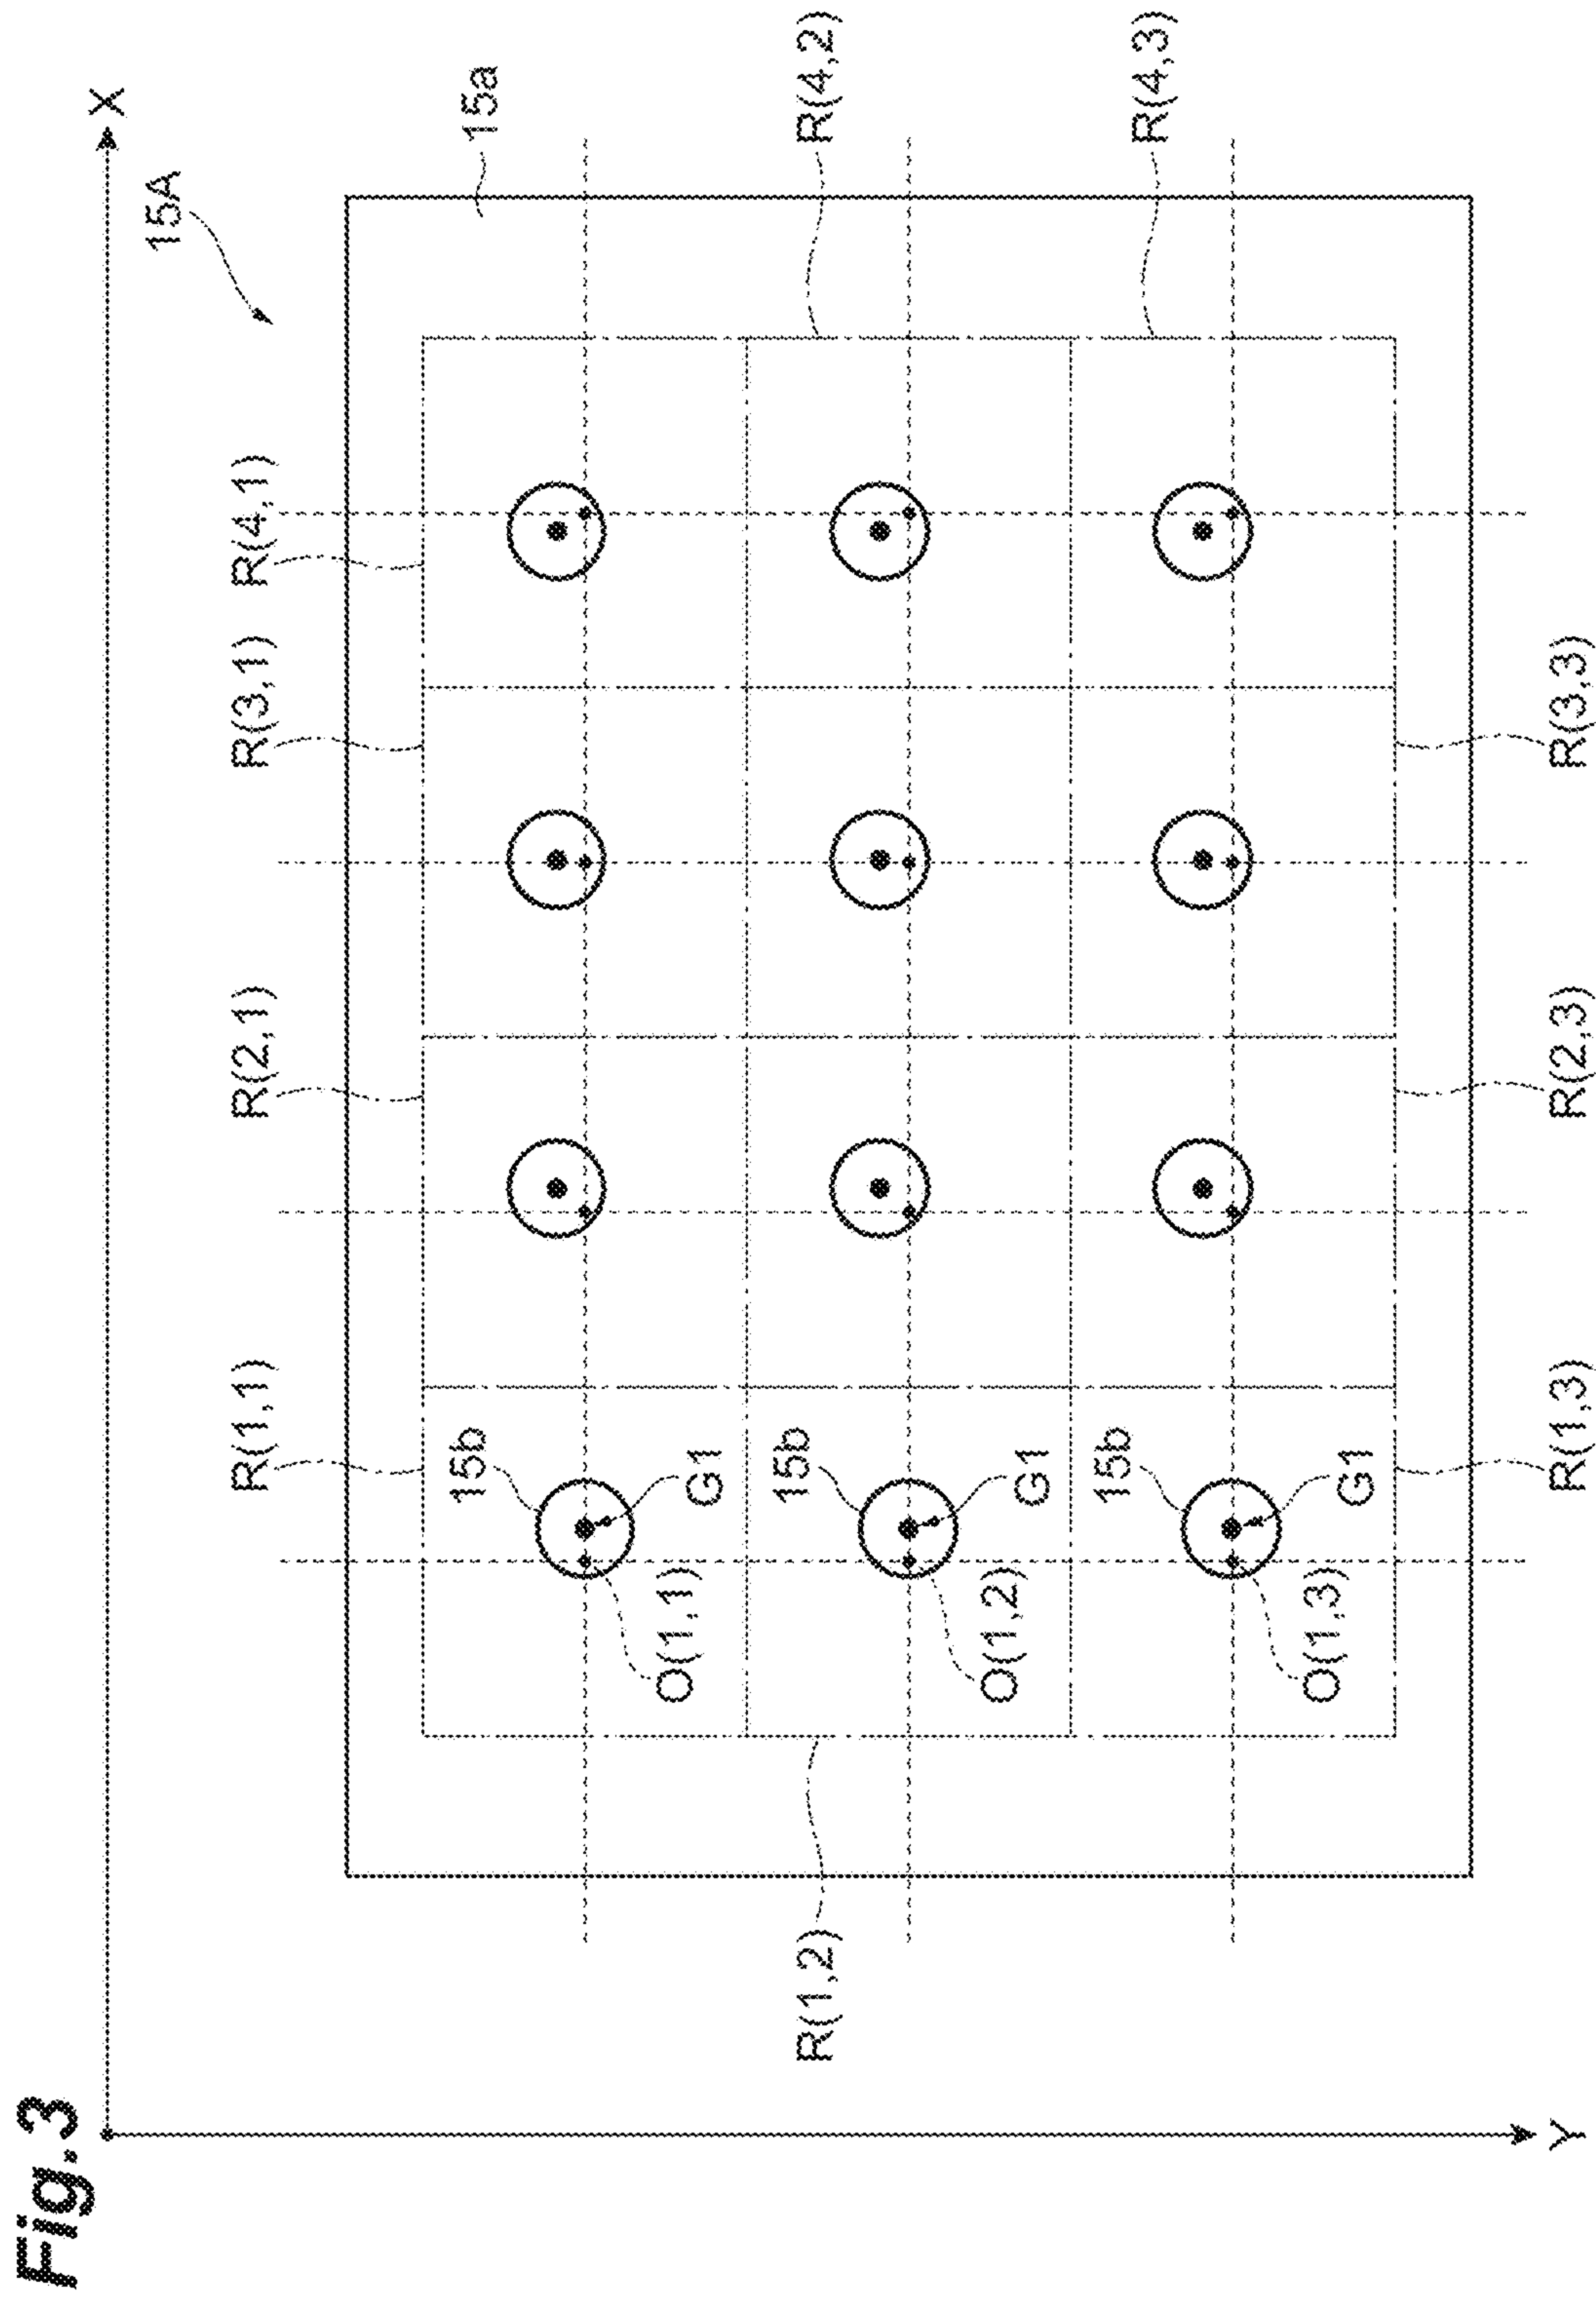 Fig.3
X
15A
15a
R(1,1)
R(2,1)
R(3,1)
R(4,1)
15b
G1
O(1,1)
R(1,2)
15b
G1
O(1,2)
R(4,2)
15b
G1
O(1,3)
R(4,3)
Y
R(1,3)
R(2,3)
R(3,3)